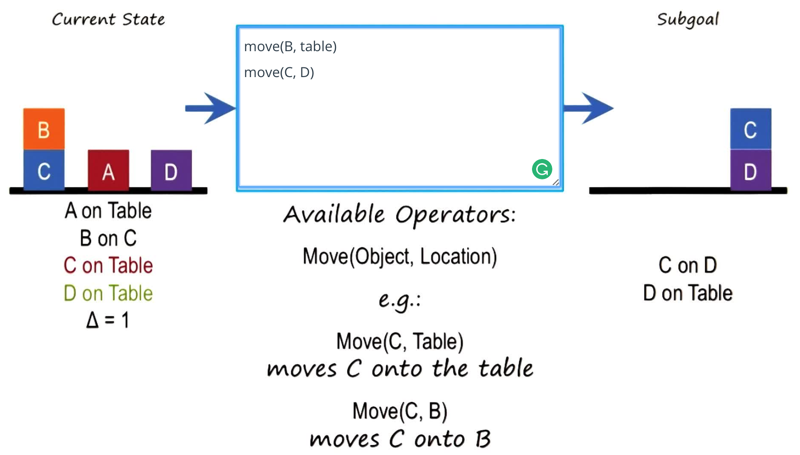 Current State
Subgoal
move(B, table)
move(C, D)
B
C
A
D
C
D
A on Table
B on C
C on Table
D on Table
Δ = 1
Available Operators:
Move(Object, Location)
e.g.:
Move(C, Table)
moves C onto the table
Move(C, B)
moves C onto B
C on D
D on Table